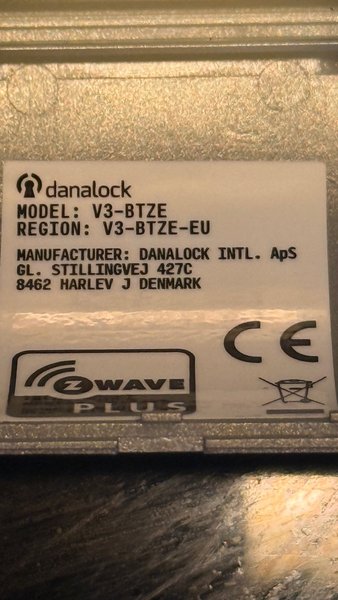 danalock
MODEL: V3-BTZE
REGION: V3-BTZE-EU
MANUFACTURER: DANALOCK INTL. ApS
GL. STILLINGVEJ 427C
8462 HARLEV J DENMARK
CE
Z WAVE
PLUS